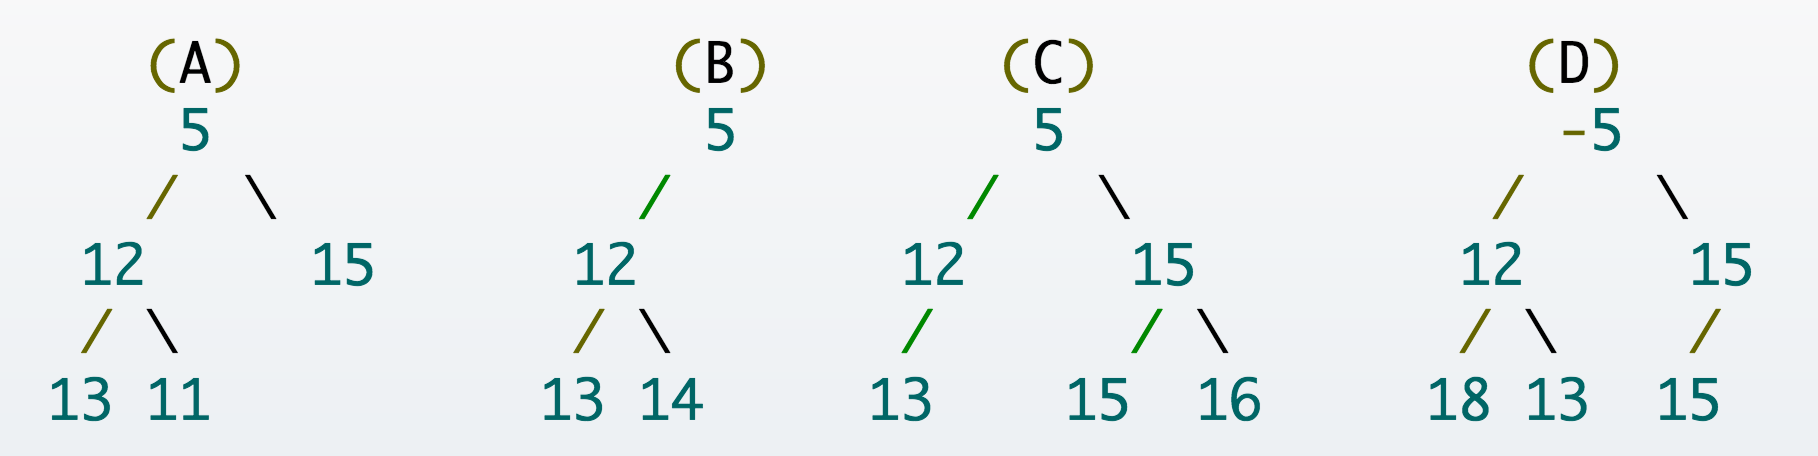 (A) (B) (C) (D)
5 5 5 -5
/ \ / / \ / \
12 15 12 12 15 12 15
/ \ / \ / / \ / \ /
13 11 13 14 13 15 16 18 13 15